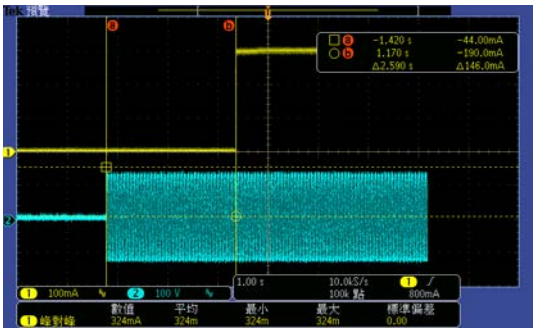 Tek 預覽
a b
a -1.420 s -44.00mA
b 1.170 s -190.0mA
Δ2.590 s Δ146.0mA
1
2
1 100mA 2 100 V 1.00 s 10.0kS/s 1 800mA
100k 點
數值 平均 最小 最大 標準偏差
1 峰對峰 324mA 324m 324m 324m 0.00